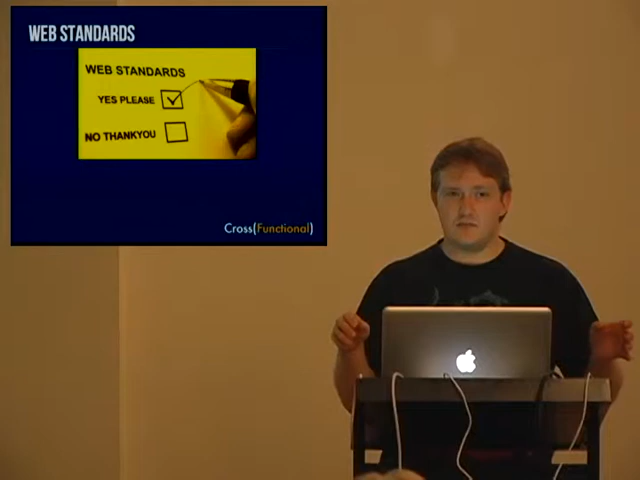 WEB STANDARDS
WEB STANDARDS
YES PLEASE
NO THANKYOU
Cross(Functional)